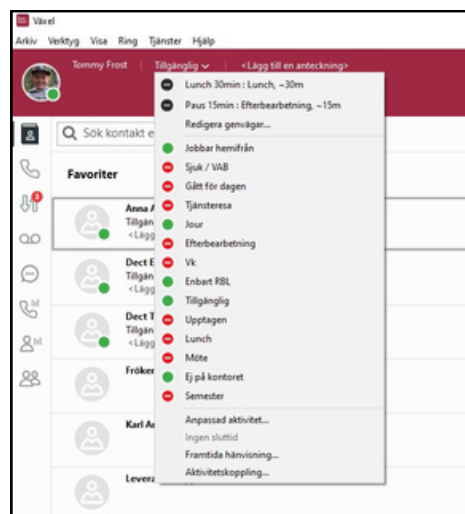 Växel
Arkiv Verktyg Visa Ring Tjänster Hjälp
Tommy Frost | Tillgänglig | <Lägg till en anteckning>
Lunch 30min : Lunch, ~30m
Paus 15min : Efterbearbetning, ~15m
Redigera genvägar...
Sök kontakt e
Jobbar hemifrån
Sjuk / VAB
Favoriter
Gått för dagen
Tjänsteresa
3
Anna A
Tillgän
<Lägg
Jour
Efterbearbetning
Vk
Dect E
Tillgän
<Lägg
Enbart RBL
Tillgänglig
Upptagen
Dect T
Tillgän
<Lägg
Lunch
Möte
Fröker
Ej på kontoret
Semester
Karl An
Anpassad aktivitet...
Ingen sluttid
Framtida hänvisning...
Aktivitetskoppling...
Levera